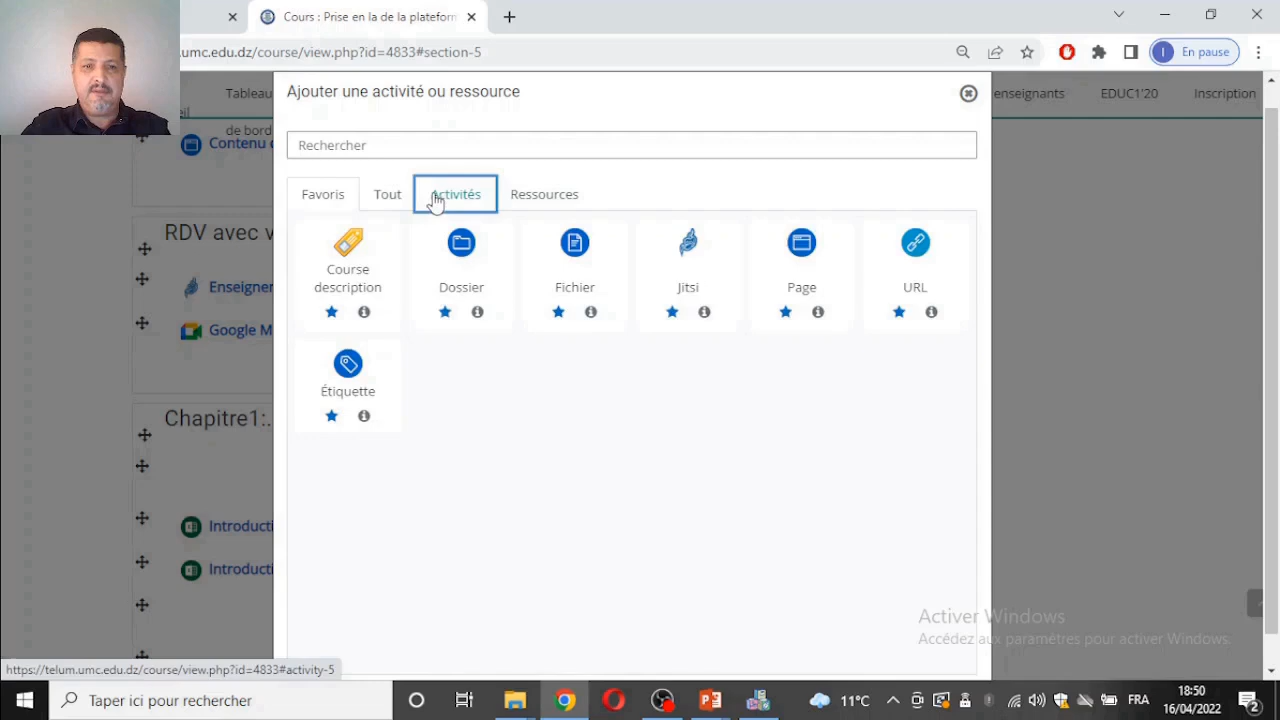 Cours : Prise en la de la plateform
I
En pause
.umc.edu.dz/course/view.php?id=4833#section-5
Tableau
de bord
enseignants
EDUC1'20
Inscription
Ajouter une activité ou ressource
Rechercher
Favoris
Tout
Activités
Ressources
Course description
Dossier
Fichier
Jitsi
Page
URL
Étiquette
Contenu
RDV avec v
Enseigner
Google M
Chapitre1:.
Introducti
Introducti
Activer Windows
Accédez aux paramètres pour activer Windows.
https://telum.umc.edu.dz/course/view.php?id=4833#activity-5
Taper ici pour rechercher
11°C
FRA
18:50
16/04/2022
2